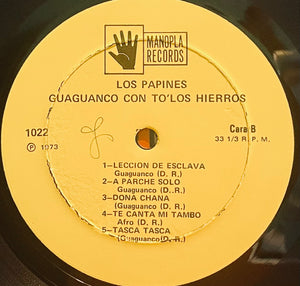 MANOPLA
RECORDS
LOS PAPINES
GUAGUANCO CON TO'LOS HIERROS
1022
Cara B
℗ 1973
33 1/3 R. P. M.
1—LECCION DE ESCLAVA
Guaguanco (D. R.)
2—A PARCHE SOLO
Guaguanco (D. R.)
3—DONA CHANA
(Guaguanco (D. R.)
4—TE CANTA MI TAMBO
Afro (D. R.)
5—TASCA TASCA
(Guaguanco(D. R.)